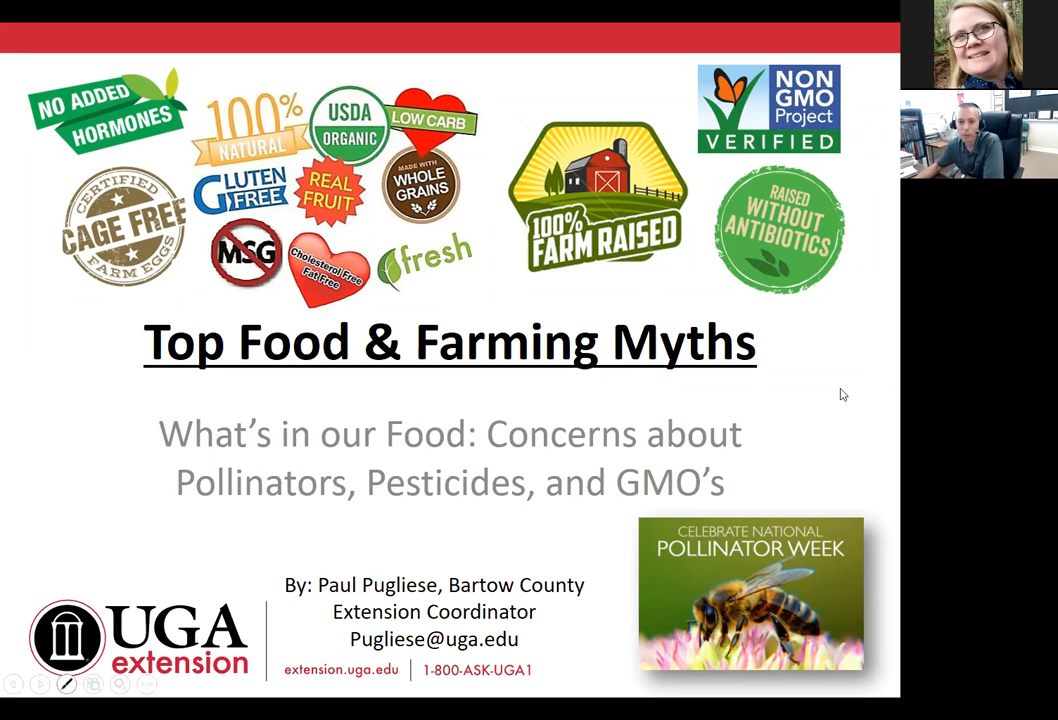 NO ADDED
HORMONES
100%
NATURAL
USDA
ORGANIC
LOW CARB
NON
GMO
Project
VERIFIED
CERTIFIED
CAGE FREE
FARM EGGS
GLUTEN
FREE
REAL
FRUIT
MADE WITH
WHOLE
GRAINS
MSG
Cholesterol Free
Fat Free
fresh
100%
FARM RAISED
RAISED
WITHOUT
ANTIBIOTICS
Top Food & Farming Myths
What's in our Food: Concerns about
Pollinators, Pesticides, and GMO's
CELEBRATE NATIONAL
POLLINATOR WEEK
By: Paul Pugliese, Bartow County
Extension Coordinator
Pugliese@uga.edu
UGA
extension
extension.uga.edu | 1-800-ASK-UGA1